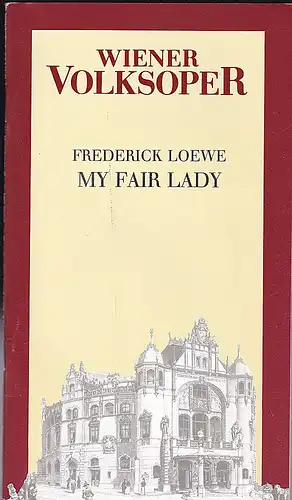 WIENER
VOLKSOPER
FREDERICK LOEWE
MY FAIR LADY